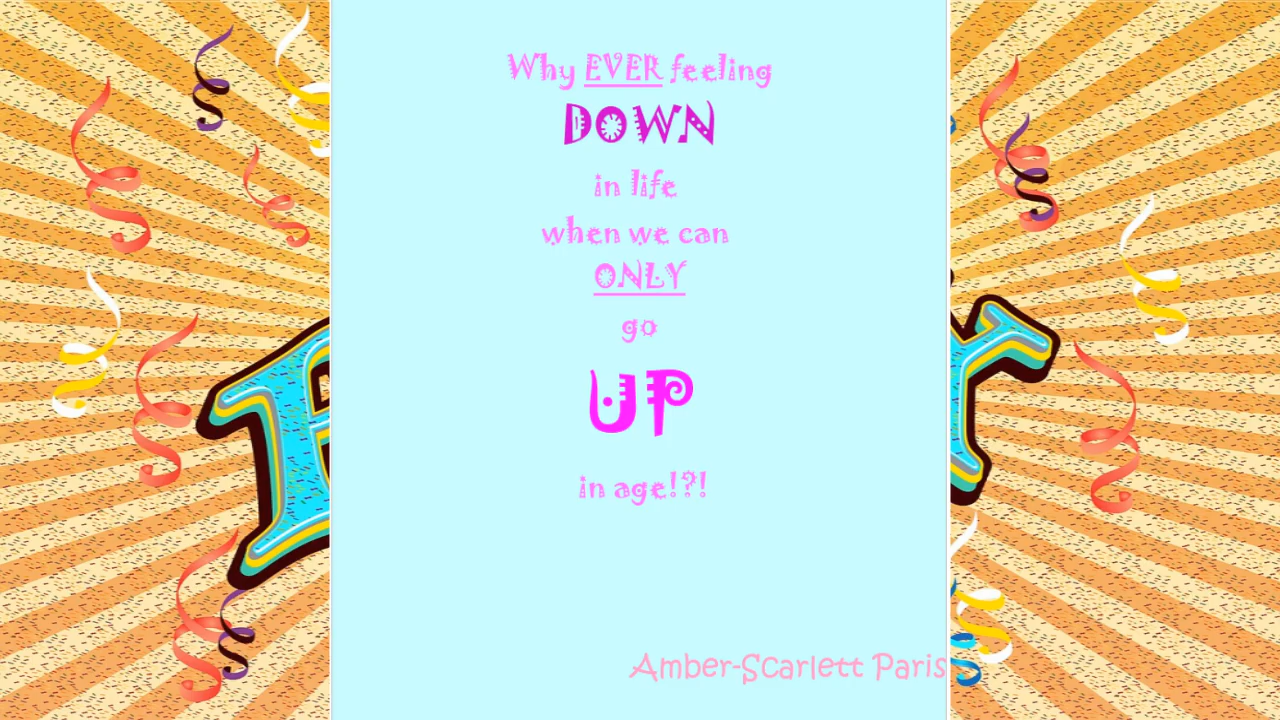 Why EVER feeling
DOWN
in life
when we can
ONLY
go
UP
in age!?!
Amber-Scarlett Paris